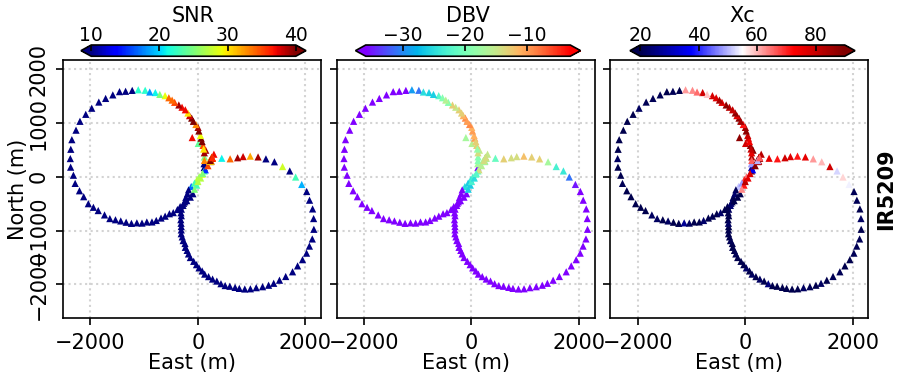 SNR DBV Xc
10 20 30 40 −30 −20 −10 20 40 60 80
2000
1000
0
−1000
−2000
North (m)
IR5209
−2000 0 2000 −2000 0 2000 −2000 0 2000
East (m) East (m) East (m)